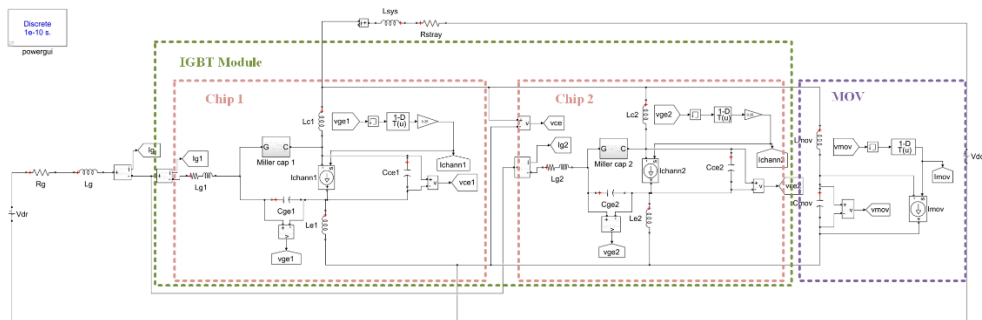 Discrete
1e-10 s.
powergui
Lsys
Rstray
IGBT Module
Chip 1
Chip 2
MOV
Lc1
vge1
1-D
T(u)
Ichann1
G C
Miller cap 1
Ichann1
Cce1
vce1
Ig
Ig1
Rg
Lg
Lg1
Cge1
Le1
vge1
Vdr
v
vce
Ig2
Lg2
Lc2
vge2
1-D
T(u)
Ichann2
G C
Miller cap 2
Ichann2
Cce2
v
vce2
Cge2
Le2
vge2
Lmov
vmov
1-D
T(u)
Imov
Cmov
v
vmov
Imov
Vdc